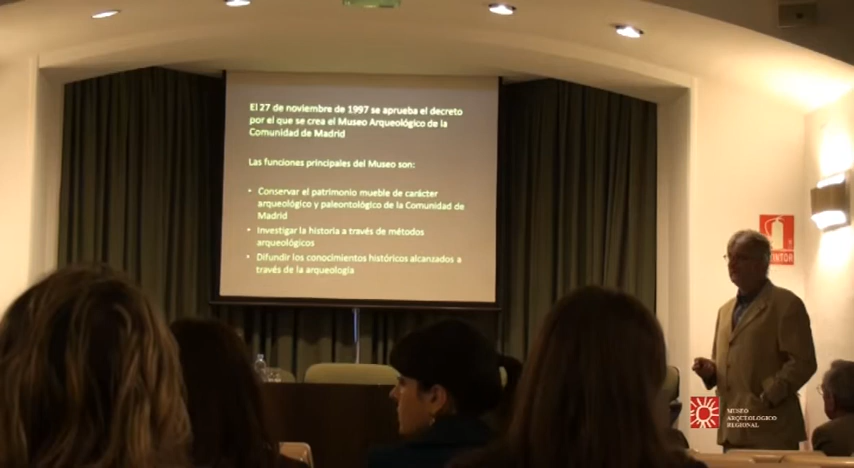 El 27 de noviembre de 1997 se aprueba el decreto
por el que se crea el Museo Arqueológico de la
Comunidad de Madrid
Las funciones principales del Museo son:
• Conservar el patrimonio mueble de carácter
arqueológico y paleontológico de la Comunidad de
Madrid
• Investigar la historia a través de métodos
arqueológicos
• Difundir los conocimientos históricos alcanzados a
través de la arqueología
MUSEO
ARQUEOLÓGICO
REGIONAL